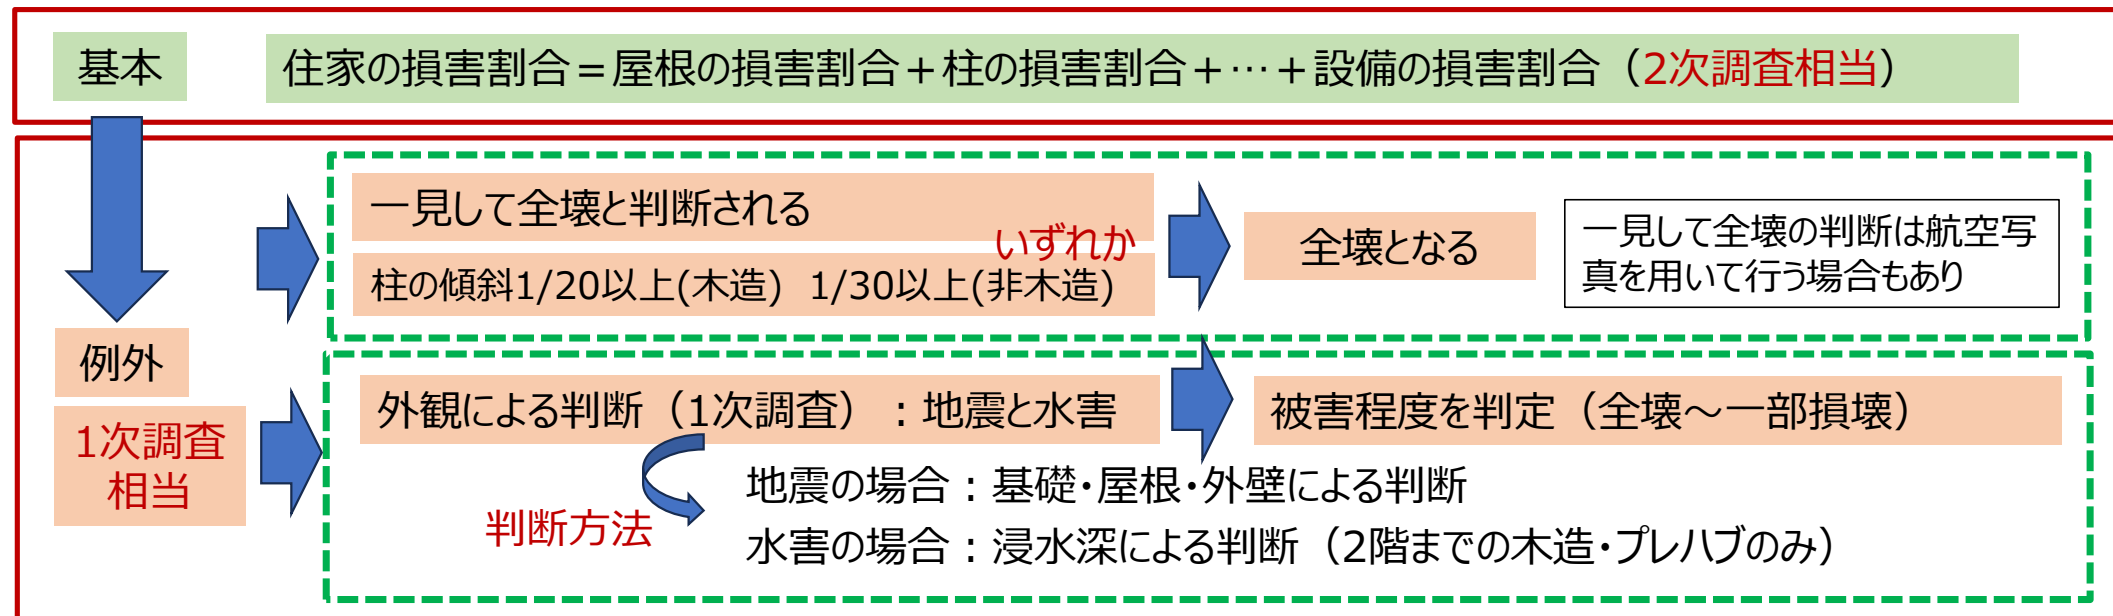 基本
住家の損害割合＝屋根の損害割合＋柱の損害割合＋…＋設備の損害割合（2次調査相当）
一見して全壊と判断される
いずれか
柱の傾斜1/20以上(木造) 1/30以上(非木造)
全壊となる
一見して全壊の判断は航空写
真を用いて行う場合もあり
例外
1次調査
相当
外観による判断（1次調査）：地震と水害
被害程度を判定（全壊～一部損壊）
判断方法
地震の場合：基礎・屋根・外壁による判断
水害の場合：浸水深による判断（2階までの木造・プレハブのみ）